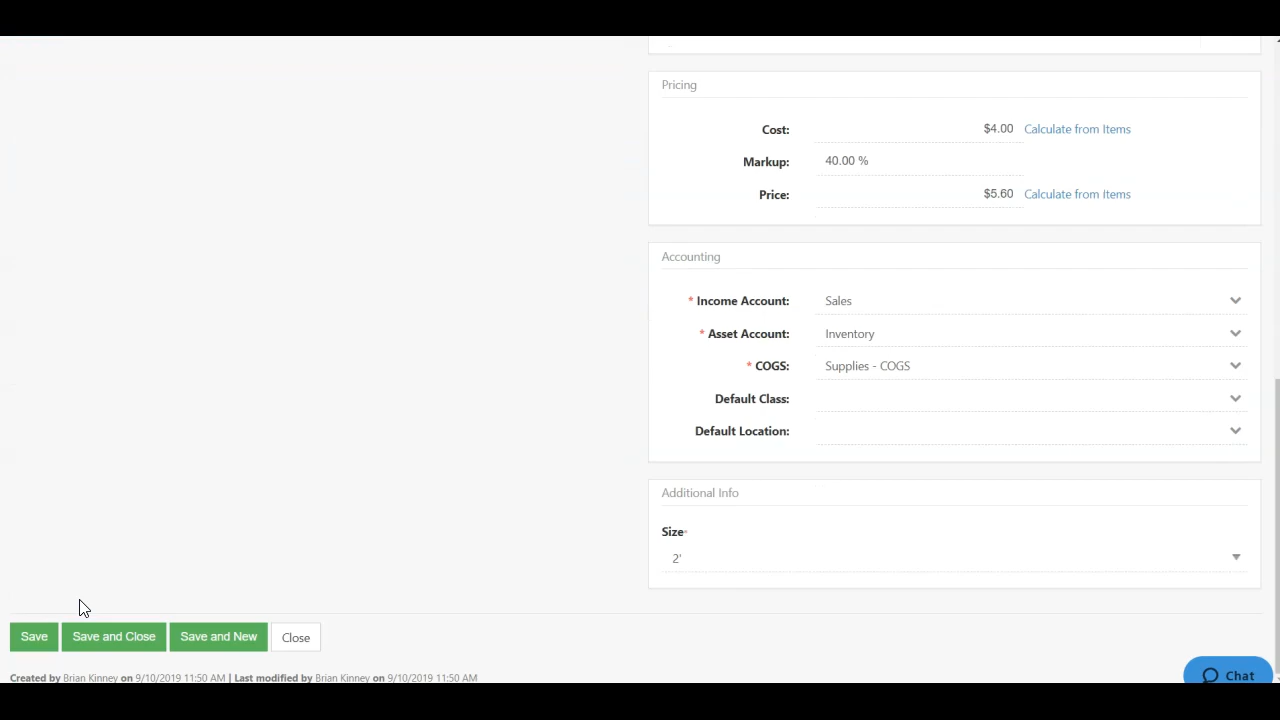 Pricing
Cost: $4.00 Calculate from Items
Markup: 40.00 %
Price: $5.60 Calculate from Items
Accounting
* Income Account: Sales
* Asset Account: Inventory
* COGS: Supplies - COGS
Default Class:
Default Location:
Additional Info
Size
2'
Save Save and Close Save and New Close
Created by Brian Kinney on 9/10/2019 11:50 AM | Last modified by Brian Kinney on 9/10/2019 11:50 AM
Chat